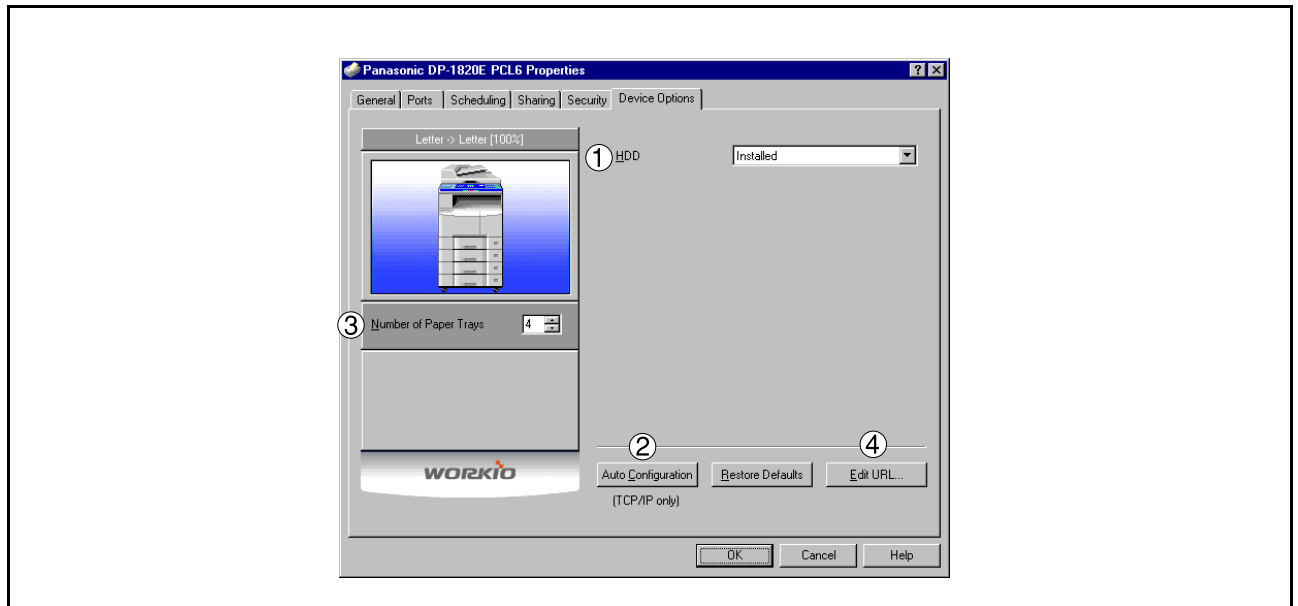 Panasonic DP-1820E PCL6 Properties
General Ports Scheduling Sharing Security Device Options
Letter -> Letter [100%]
1 HDD Installed
3 Number of Paper Trays 4
2 4
WORKiO
Auto Configuration Restore Defaults Edit URL...
(TCP/IP only)
OK Cancel Help